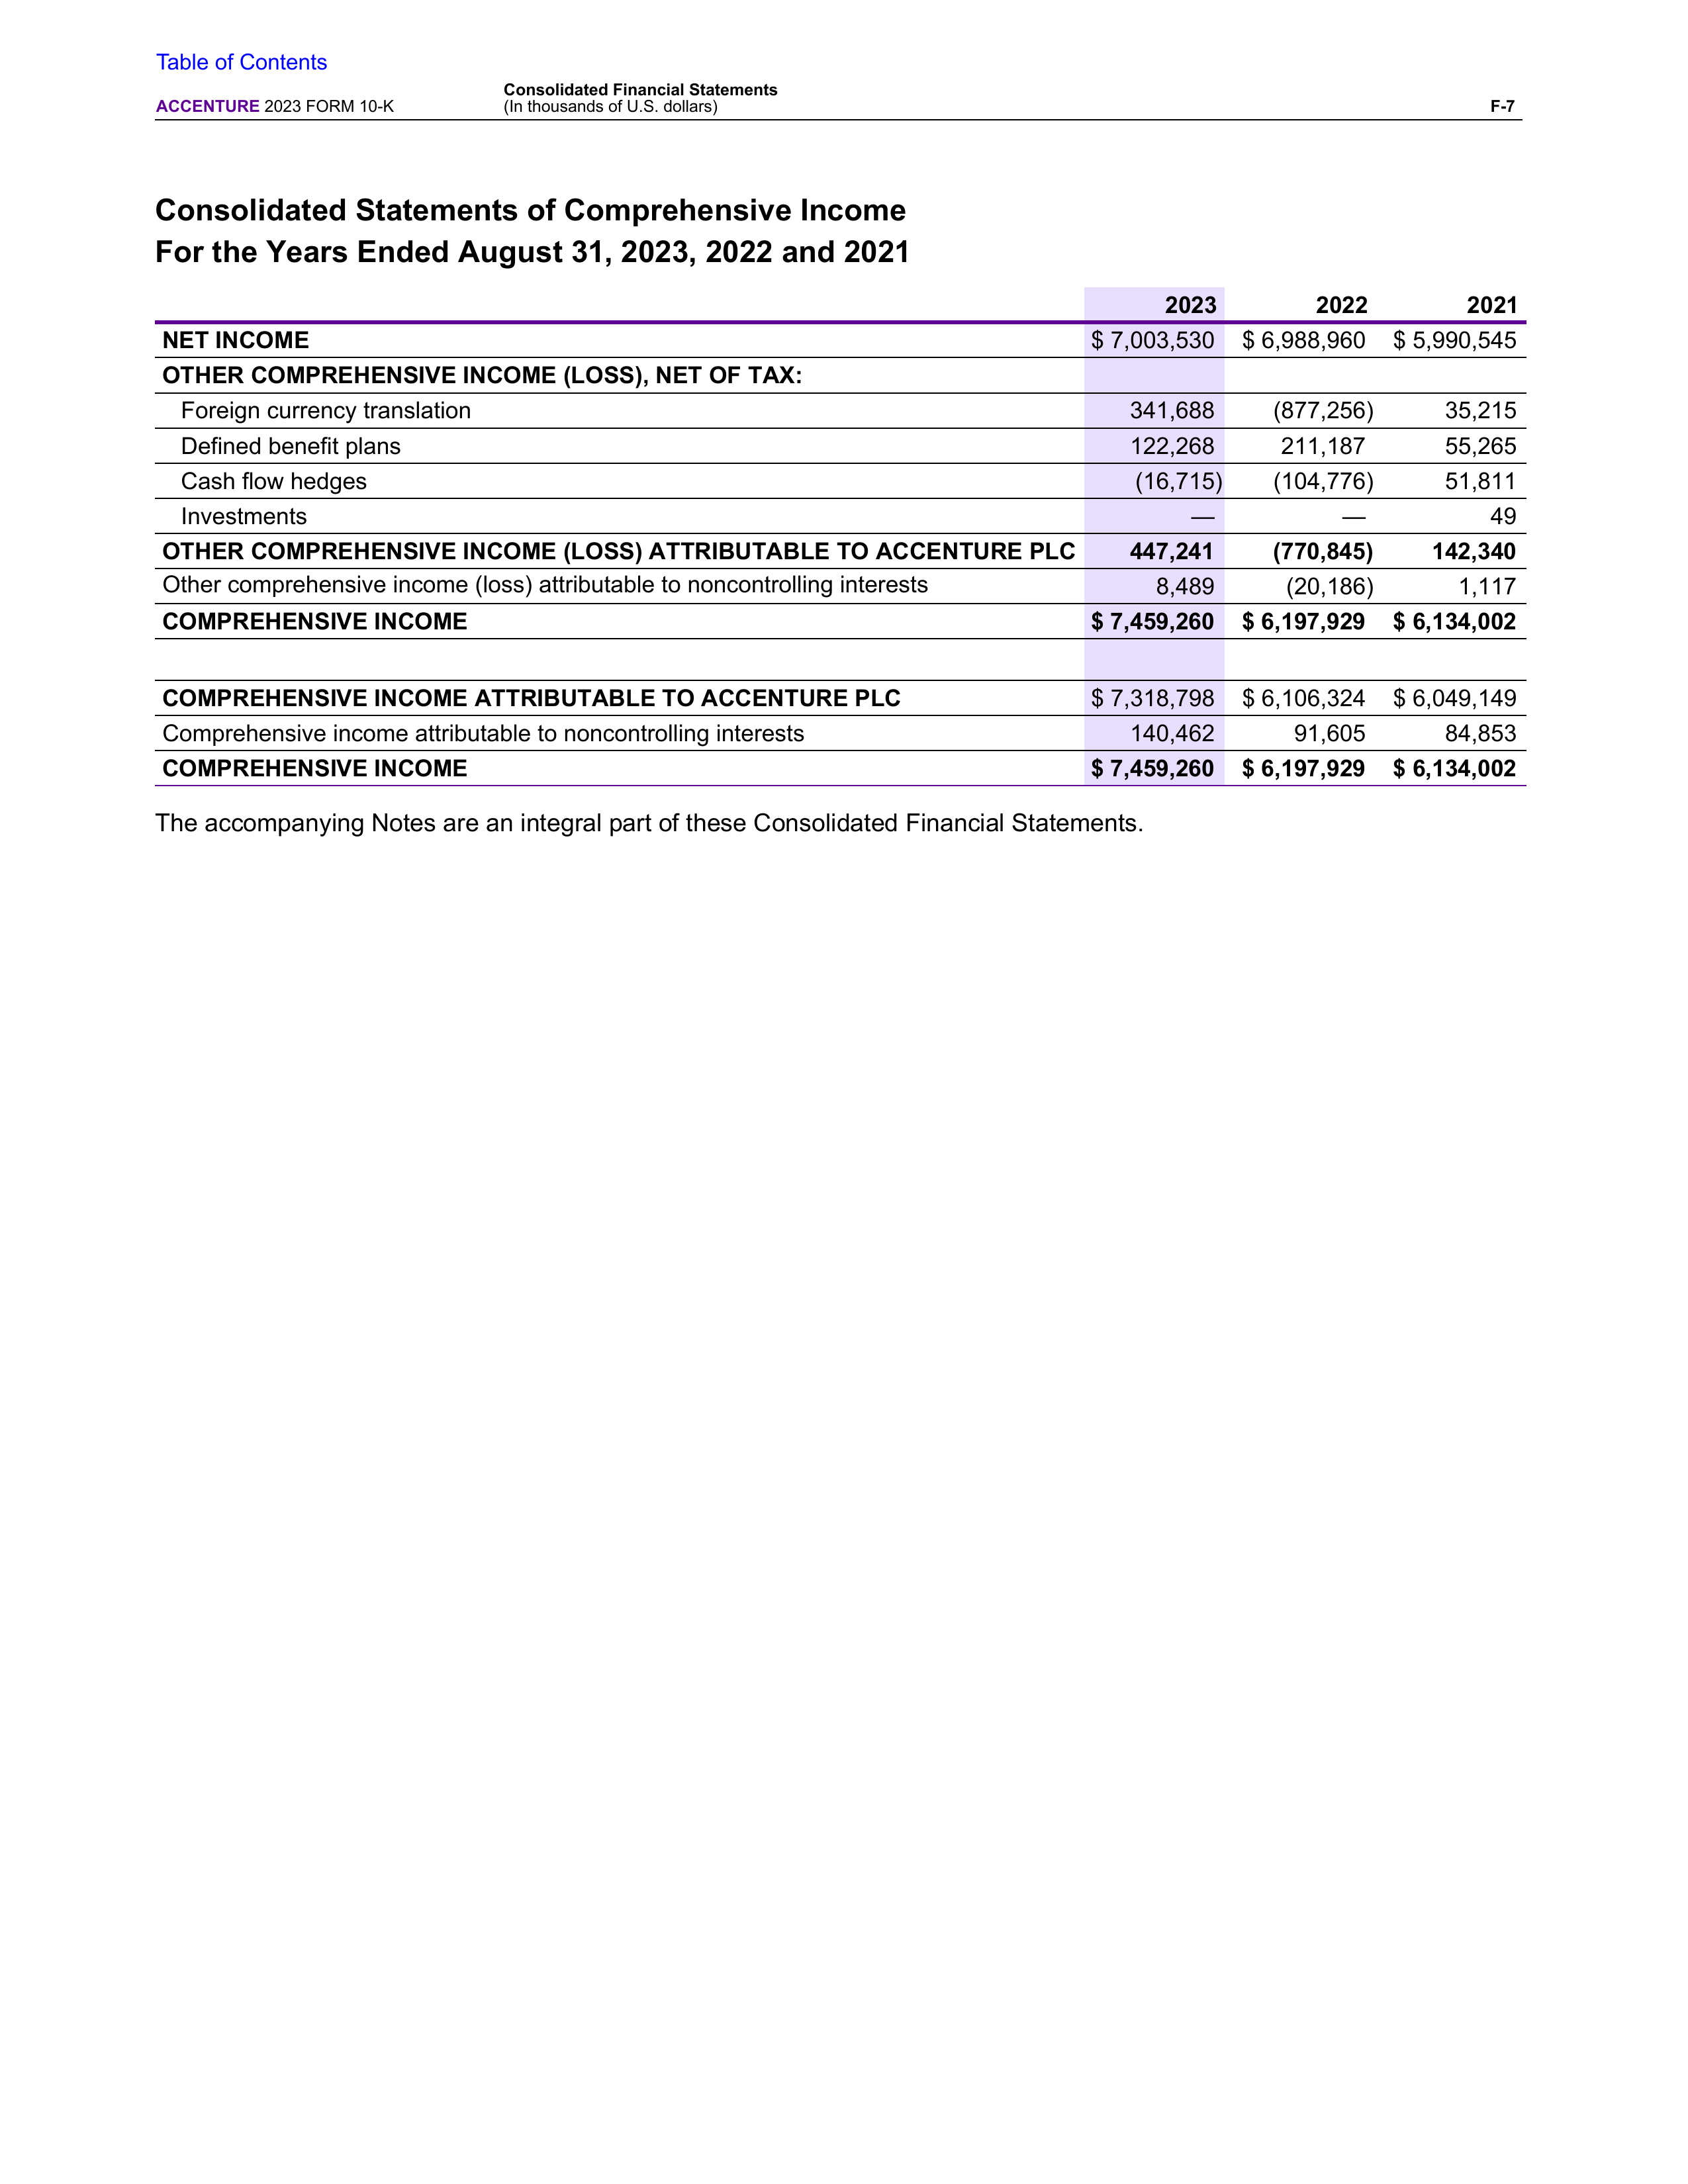 Table of Contents
Consolidated Financial Statements
ACCENTURE 2023 FORM 10-K (In thousands of U.S. dollars) F-7
Consolidated Statements of Comprehensive Income
For the Years Ended August 31, 2023, 2022 and 2021
2023 2022 2021
NET INCOME $ 7,003,530 $ 6,988,960 $ 5,990,545
OTHER COMPREHENSIVE INCOME (LOSS), NET OF TAX:
Foreign currency translation 341,688 (877,256) 35,215
Defined benefit plans 122,268 211,187 55,265
Cash flow hedges (16,715) (104,776) 51,811
Investments — — 49
OTHER COMPREHENSIVE INCOME (LOSS) ATTRIBUTABLE TO ACCENTURE PLC 447,241 (770,845) 142,340
Other comprehensive income (loss) attributable to noncontrolling interests 8,489 (20,186) 1,117
COMPREHENSIVE INCOME $ 7,459,260 $ 6,197,929 $ 6,134,002
COMPREHENSIVE INCOME ATTRIBUTABLE TO ACCENTURE PLC $ 7,318,798 $ 6,106,324 $ 6,049,149
Comprehensive income attributable to noncontrolling interests 140,462 91,605 84,853
COMPREHENSIVE INCOME $ 7,459,260 $ 6,197,929 $ 6,134,002
The accompanying Notes are an integral part of these Consolidated Financial Statements.